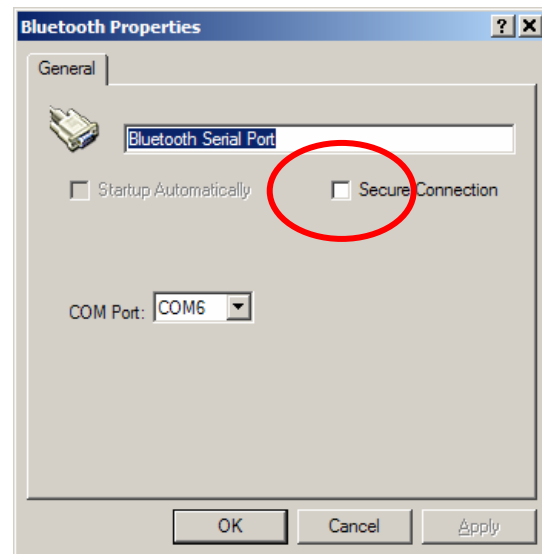 Bluetooth Properties
General
Bluetooth Serial Port
Startup Automatically Secure Connection
COM Port: COM6
OK Cancel Apply